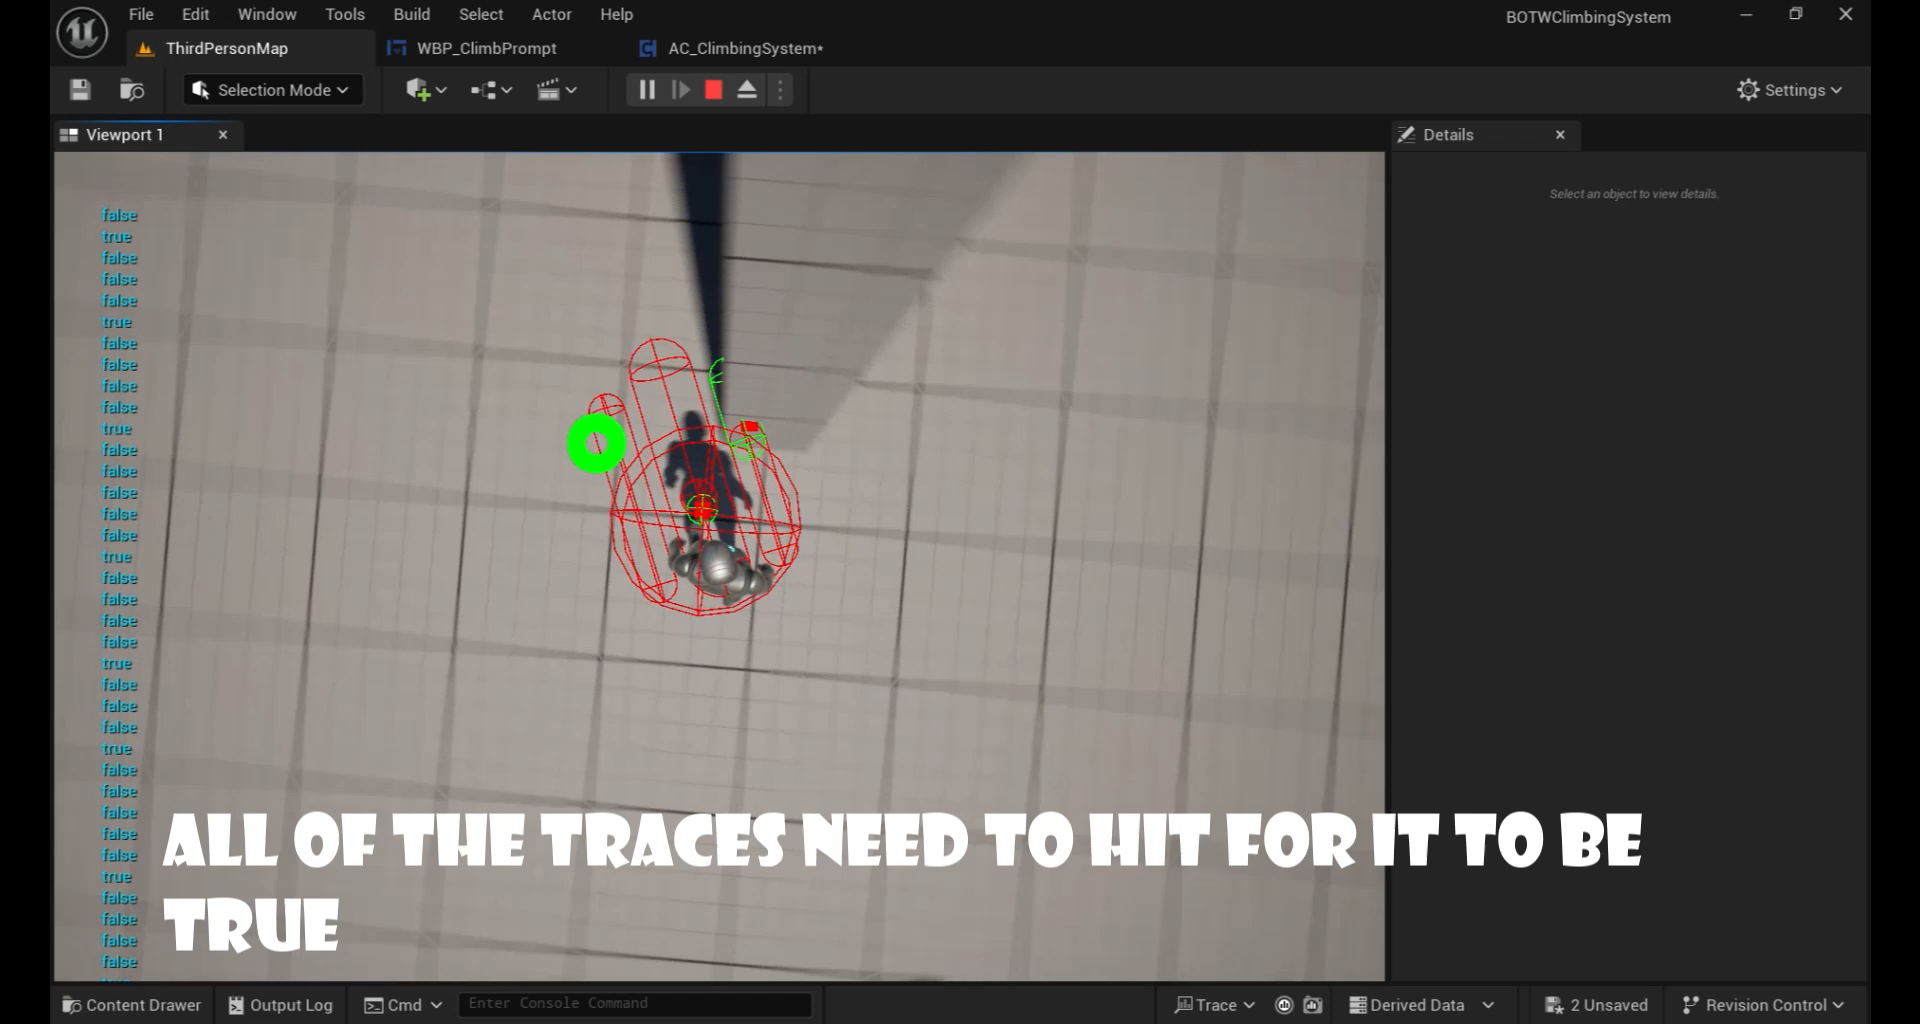 File Edit Window Tools Build Select Actor Help
BOTWClimbingSystem
ThirdPersonMap WBP_ClimbPrompt AC_ClimbingSystem*
Selection Mode Settings
Viewport 1 Details
Select an object to view details.
false
true
false
false
false
true
false
false
false
false
true
false
false
false
false
false
true
false
false
false
false
true
false
false
false
true
false
false
false
false
false
true
false
false
false
false
ALL OF THE TRACES NEED TO HIT FOR IT TO BE
TRUE
Content Drawer Output Log Cmd Enter Console Command Trace Derived Data 2 Unsaved Revision Control